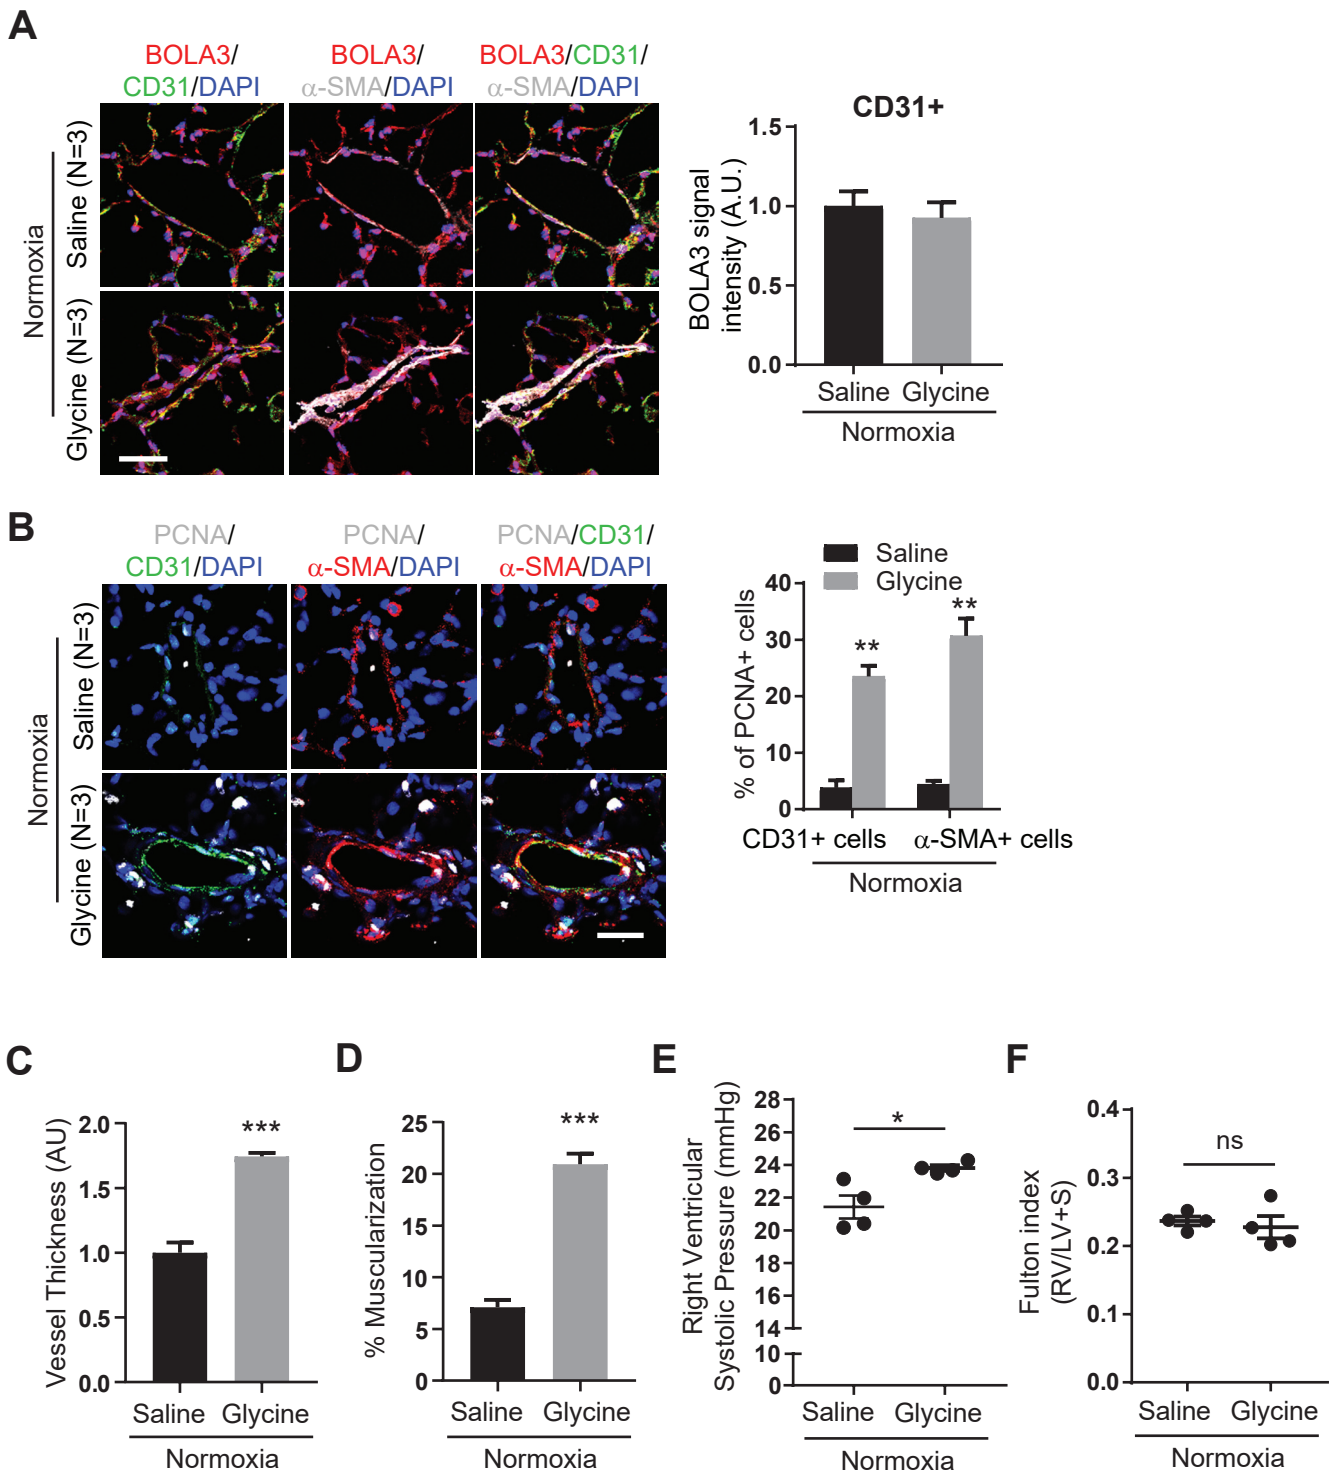 A
BOLA3/
CD31/DAPI
BOLA3/
α-SMA/DAPI
BOLA3/CD31/
α-SMA/DAPI
Normoxia
Saline (N=3)
Glycine (N=3)
CD31+
BOLA3 signal
intensity (A.U.)
1.5
1.0
0.5
0.0
Saline Glycine
Normoxia
B
PCNA/
CD31/DAPI
PCNA/
α-SMA/DAPI
PCNA/CD31/
α-SMA/DAPI
Normoxia
Saline (N=3)
Glycine (N=3)
Saline
Glycine
% of PCNA+ cells
40
30
20
10
0
**
**
CD31+ cells α-SMA+ cells
Normoxia
C
Vessel Thickness (AU)
2.0
1.5
1.0
0.5
0.0
***
Saline Glycine
Normoxia
D
% Muscularization
25
20
15
10
5
0
***
Saline Glycine
Normoxia
E
Right Ventricular
Systolic Pressure (mmHg)
28
26
24
22
20
18
16
14
10
0
*
Saline Glycine
Normoxia
F
Fulton index
(RV/LV+S)
0.4
0.3
0.2
0.1
0.0
ns
Saline Glycine
Normoxia